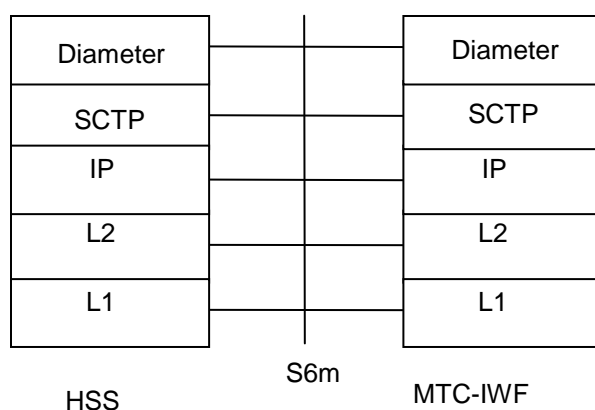 Diameter Diameter
SCTP SCTP
IP IP
L2 L2
L1 L1
S6m
HSS MTC-IWF